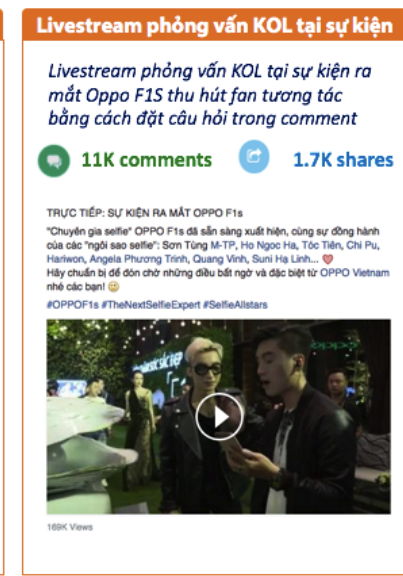 Livestream phỏng vấn KOL tại sự kiện
Livestream phỏng vấn KOL tại sự kiện ra
mắt Oppo F1S thu hút fan tương tác
bằng cách đặt câu hỏi trong comment
11K comments
1.7K shares
TRỰC TIẾP: SỰ KIỆN RA MẮT OPPO F1s
"Chuyên gia selfie" OPPO F1s đã sẵn sàng xuất hiện, cùng sự đồng hành
của các "ngôi sao selfie": Sơn Tùng M-TP, Ho Ngoc Ha, Tóc Tiên, Chi Pu,
Hariwon, Angela Phương Trinh, Quang Vinh, Suni Hạ Linh... 💖
Hãy chuẩn bị để đón chờ những điều bất ngờ và đặc biệt từ OPPO Vietnam
nhé các bạn! 😊
#OPPOF1s #TheNextSelfieExpert #SelfieAllstars
oppo
169K Views